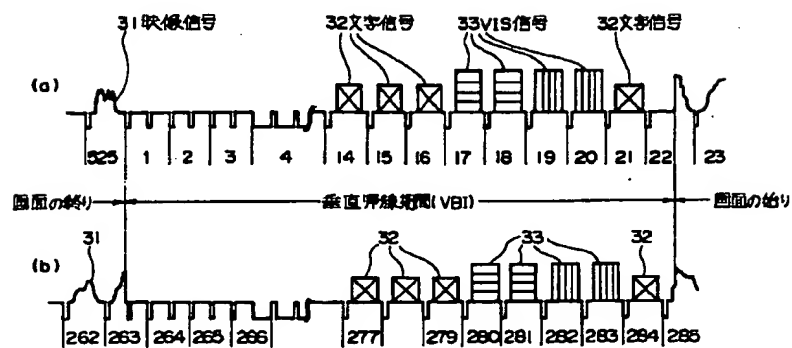 31映像信号 32文字信号 33VIS信号 32文字信号
(a)
525 1 2 3 4 14 15 16 17 18 19 20 21 22 23
画面の終り 垂直帰線期間(VBI) 画面の始り
31 32 33 32
(b)
262 263 264 265 266 277 279 280 281 282 283 284 285